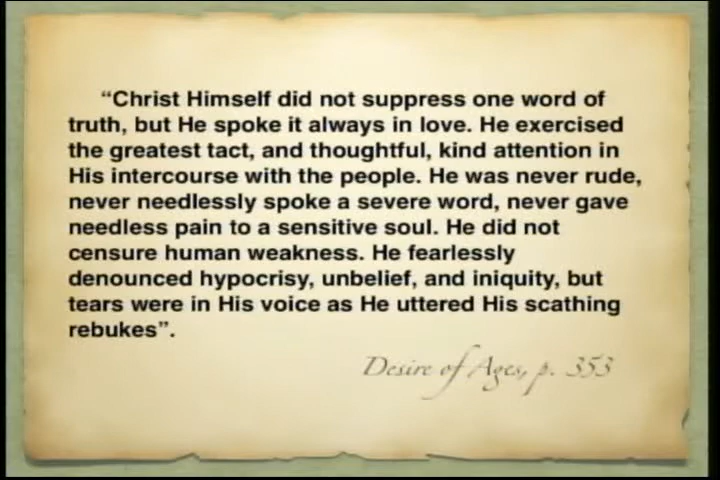 “Christ Himself did not suppress one word of
truth, but He spoke it always in love. He exercised
the greatest tact, and thoughtful, kind attention in
His intercourse with the people. He was never rude,
never needlessly spoke a severe word, never gave
needless pain to a sensitive soul. He did not
censure human weakness. He fearlessly
denounced hypocrisy, unbelief, and iniquity, but
tears were in His voice as He uttered His scathing
rebukes”.
Desire of Ages, p. 353